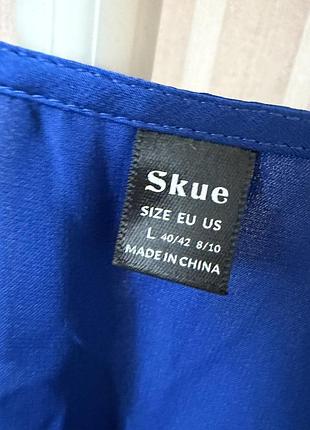 Skue
SIZE EU US
L 40/42 8/10
MADE IN CHINA